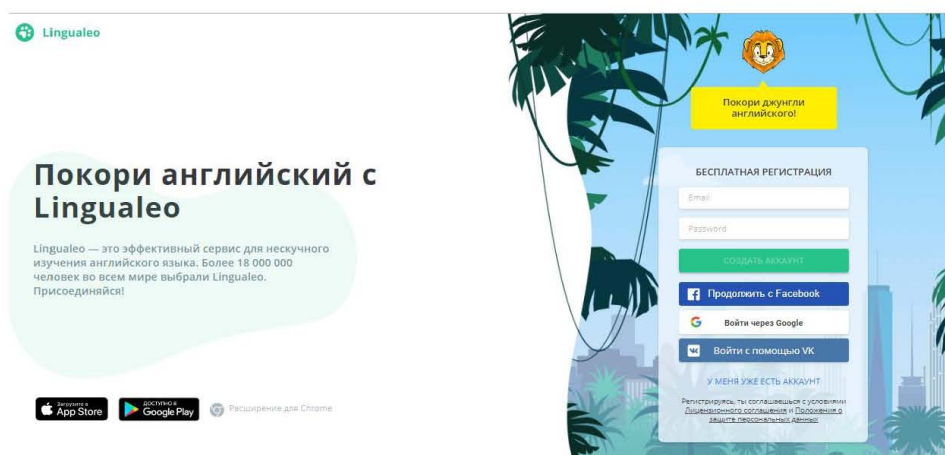 Lingualeo
Покори английский с
Lingualeo
Lingualeo — это эффективный сервис для нескучного
изучения английского языка. Более 18 000 000
человек во всем мире выбрали Lingualeo.
Присоединяйся!
Загрузите в
App Store
ДОСТУПНО В
Google Play
Расширение для Chrome
Покори джунгли
английского!
БЕСПЛАТНАЯ РЕГИСТРАЦИЯ
Email
Password
СОЗДАТЬ АККАУНТ
Продолжить с Facebook
Войти через Google
Войти с помощью VK
У МЕНЯ УЖЕ ЕСТЬ АККАУНТ
Регистрируясь, ты соглашаешься с условиями
Лицензионного соглашения и Положения о
защите персональных данных